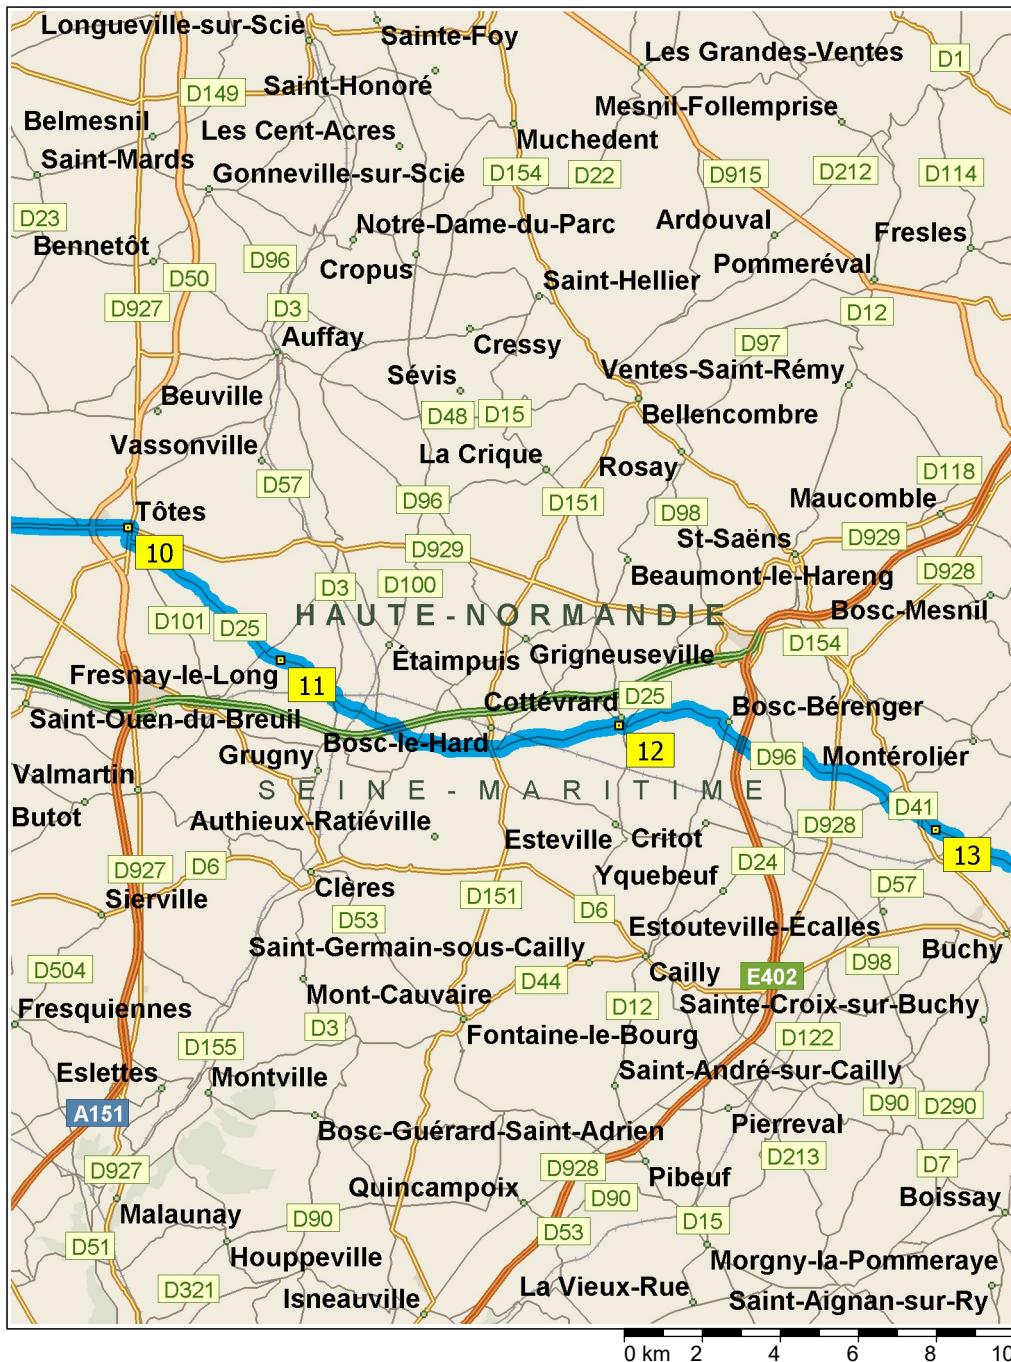 Longueville-sur-Scie
Sainte-Foy
Les Grandes-Ventes
D1
Saint-Honoré
D149
Mesnil-Follemprise
Belmesnil
Les Cent-Acres
Muchedent
Saint-Mards
Gonneville-sur-Scie
D154
D22
D915
D212
D114
D23
Notre-Dame-du-Parc
Ardouval
Fresles
Bennetôt
D96
Cropus
Pommeréval
D50
Saint-Hellier
D927
D3
D12
Auffay
Cressy
D97
Sévis
Ventes-Saint-Rémy
Beuville
D48
D15
Bellencombre
Vassonville
La Crique
Rosay
D118
D57
D96
D151
Maucomble
Tôtes
D98
St-Saëns
D929
10
D929
Beaumont-le-Hareng
D928
D3
D100
HAUTE-NORMANDIE
Bosc-Mesnil
D101
D25
D154
Étaimpuis
Grigneuseville
Fresnay-le-Long
11
Cottévrard
D25
Bosc-Bérenger
Saint-Ouen-du-Breuil
Bosc-le-Hard
12
Grugny
D96
Montérolier
Valmartin
SEINE-MARITIME
D41
Butot
Authieux-Ratiéville
Esteville
Critot
D928
13
D927
D6
D24
Clères
Yquebeuf
D57
Sierville
D151
D6
D53
Estouteville-Écalles
Buchy
Saint-Germain-sous-Cailly
D504
D98
Cailly
E402
D44
Mont-Cauvaire
D12
Sainte-Croix-sur-Buchy
Fresquiennes
D3
Fontaine-le-Bourg
D122
D155
Eslettes
Montville
Saint-André-sur-Cailly
A151
D90
D290
Bosc-Guérard-Saint-Adrien
Pierreval
D927
D928
D213
D7
Quincampoix
Pibeuf
D90
Boissay
Malaunay
D90
D15
D51
D53
Houppeville
Morgny-la-Pommeraye
D321
La Vieux-Rue
Isneauville
Saint-Aignan-sur-Ry
0 km 2 4 6 8 10